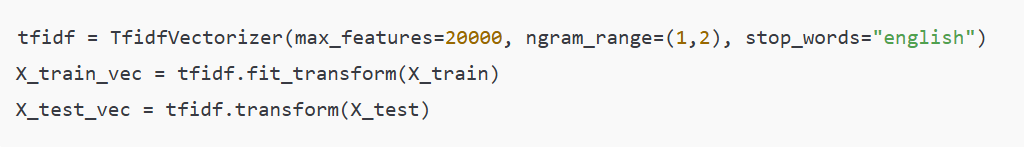 tfidf = TfidfVectorizer(max_features=20000, ngram_range=(1,2), stop_words="english")
X_train_vec = tfidf.fit_transform(X_train)
X_test_vec = tfidf.transform(X_test)